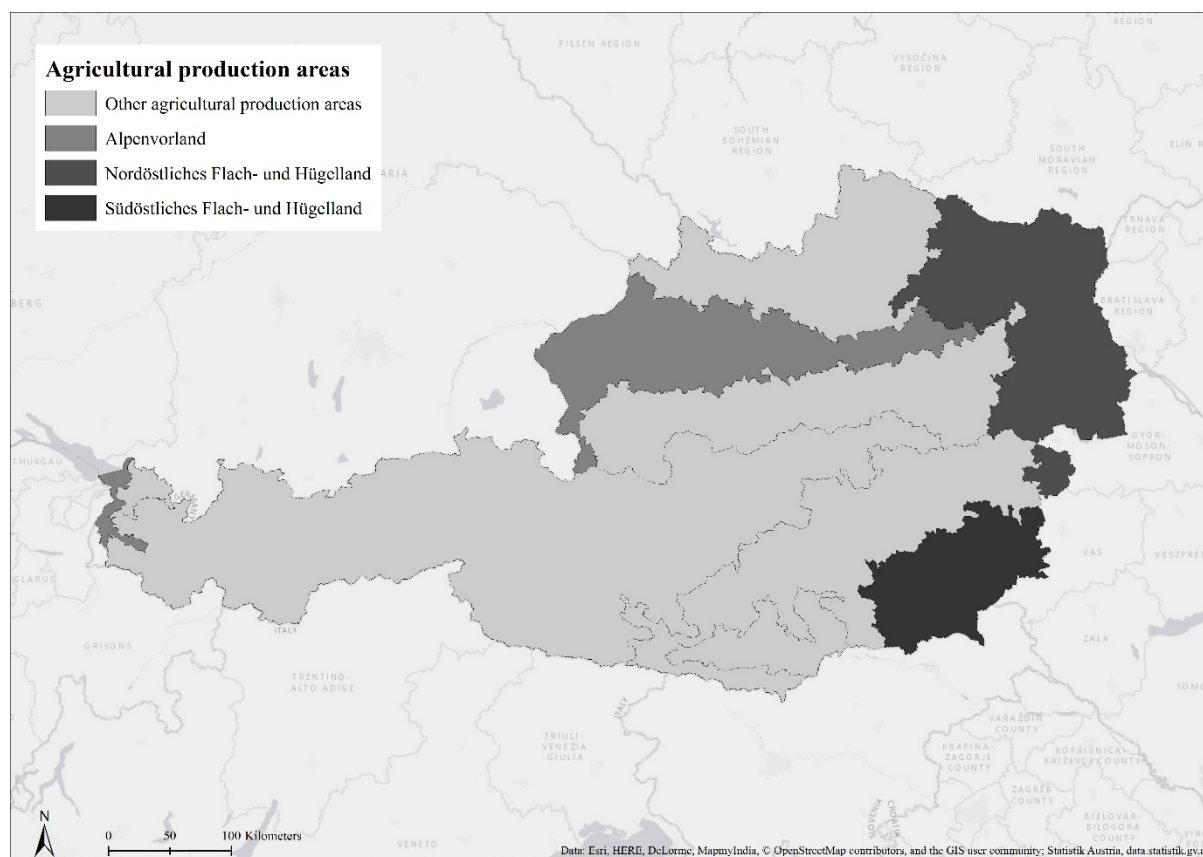 Agricultural production areas
Other agricultural production areas
Alpenvorland
Nordöstliches Flach- und Hügelland
Südöstliches Flach- und Hügelland
PILSEN REGION
VYSOČINA
REGION
SOUTH
BOHEMIAN
REGION
SOUTH
MORAVIAN
REGION
ZLÍN R
ARIA
TRNAVA
REGION
BERG
BRATISLAVA
REGION
THURGAU
GYŐR-
MOSON-
SOPRON
GLARUS
VAS
VESZPRÉ
ITALY
GRISONS
ZALA
TRENTINO-
ALTO ADIGE
SOMO
ITALY
VARAŽDIN
COUNTY
FRIULI-
VENEZIA
GIULIA
KRAPINA-
ZAGORJE
COUNTY
KOPRIVNICA-
KRIŽEVCI COUNTY
ZAGREB
COUNTY
SLOVENIA
CROATIA
BJELOVAR-
BILOGORA
COUNTY
VENETO
N
0 50 100 Kilometers
Data: Esri, HERE, DeLorme, MapmyIndia, © OpenStreetMap contributors, and the GIS user community; Statistik Austria, data.statistik.gv.a